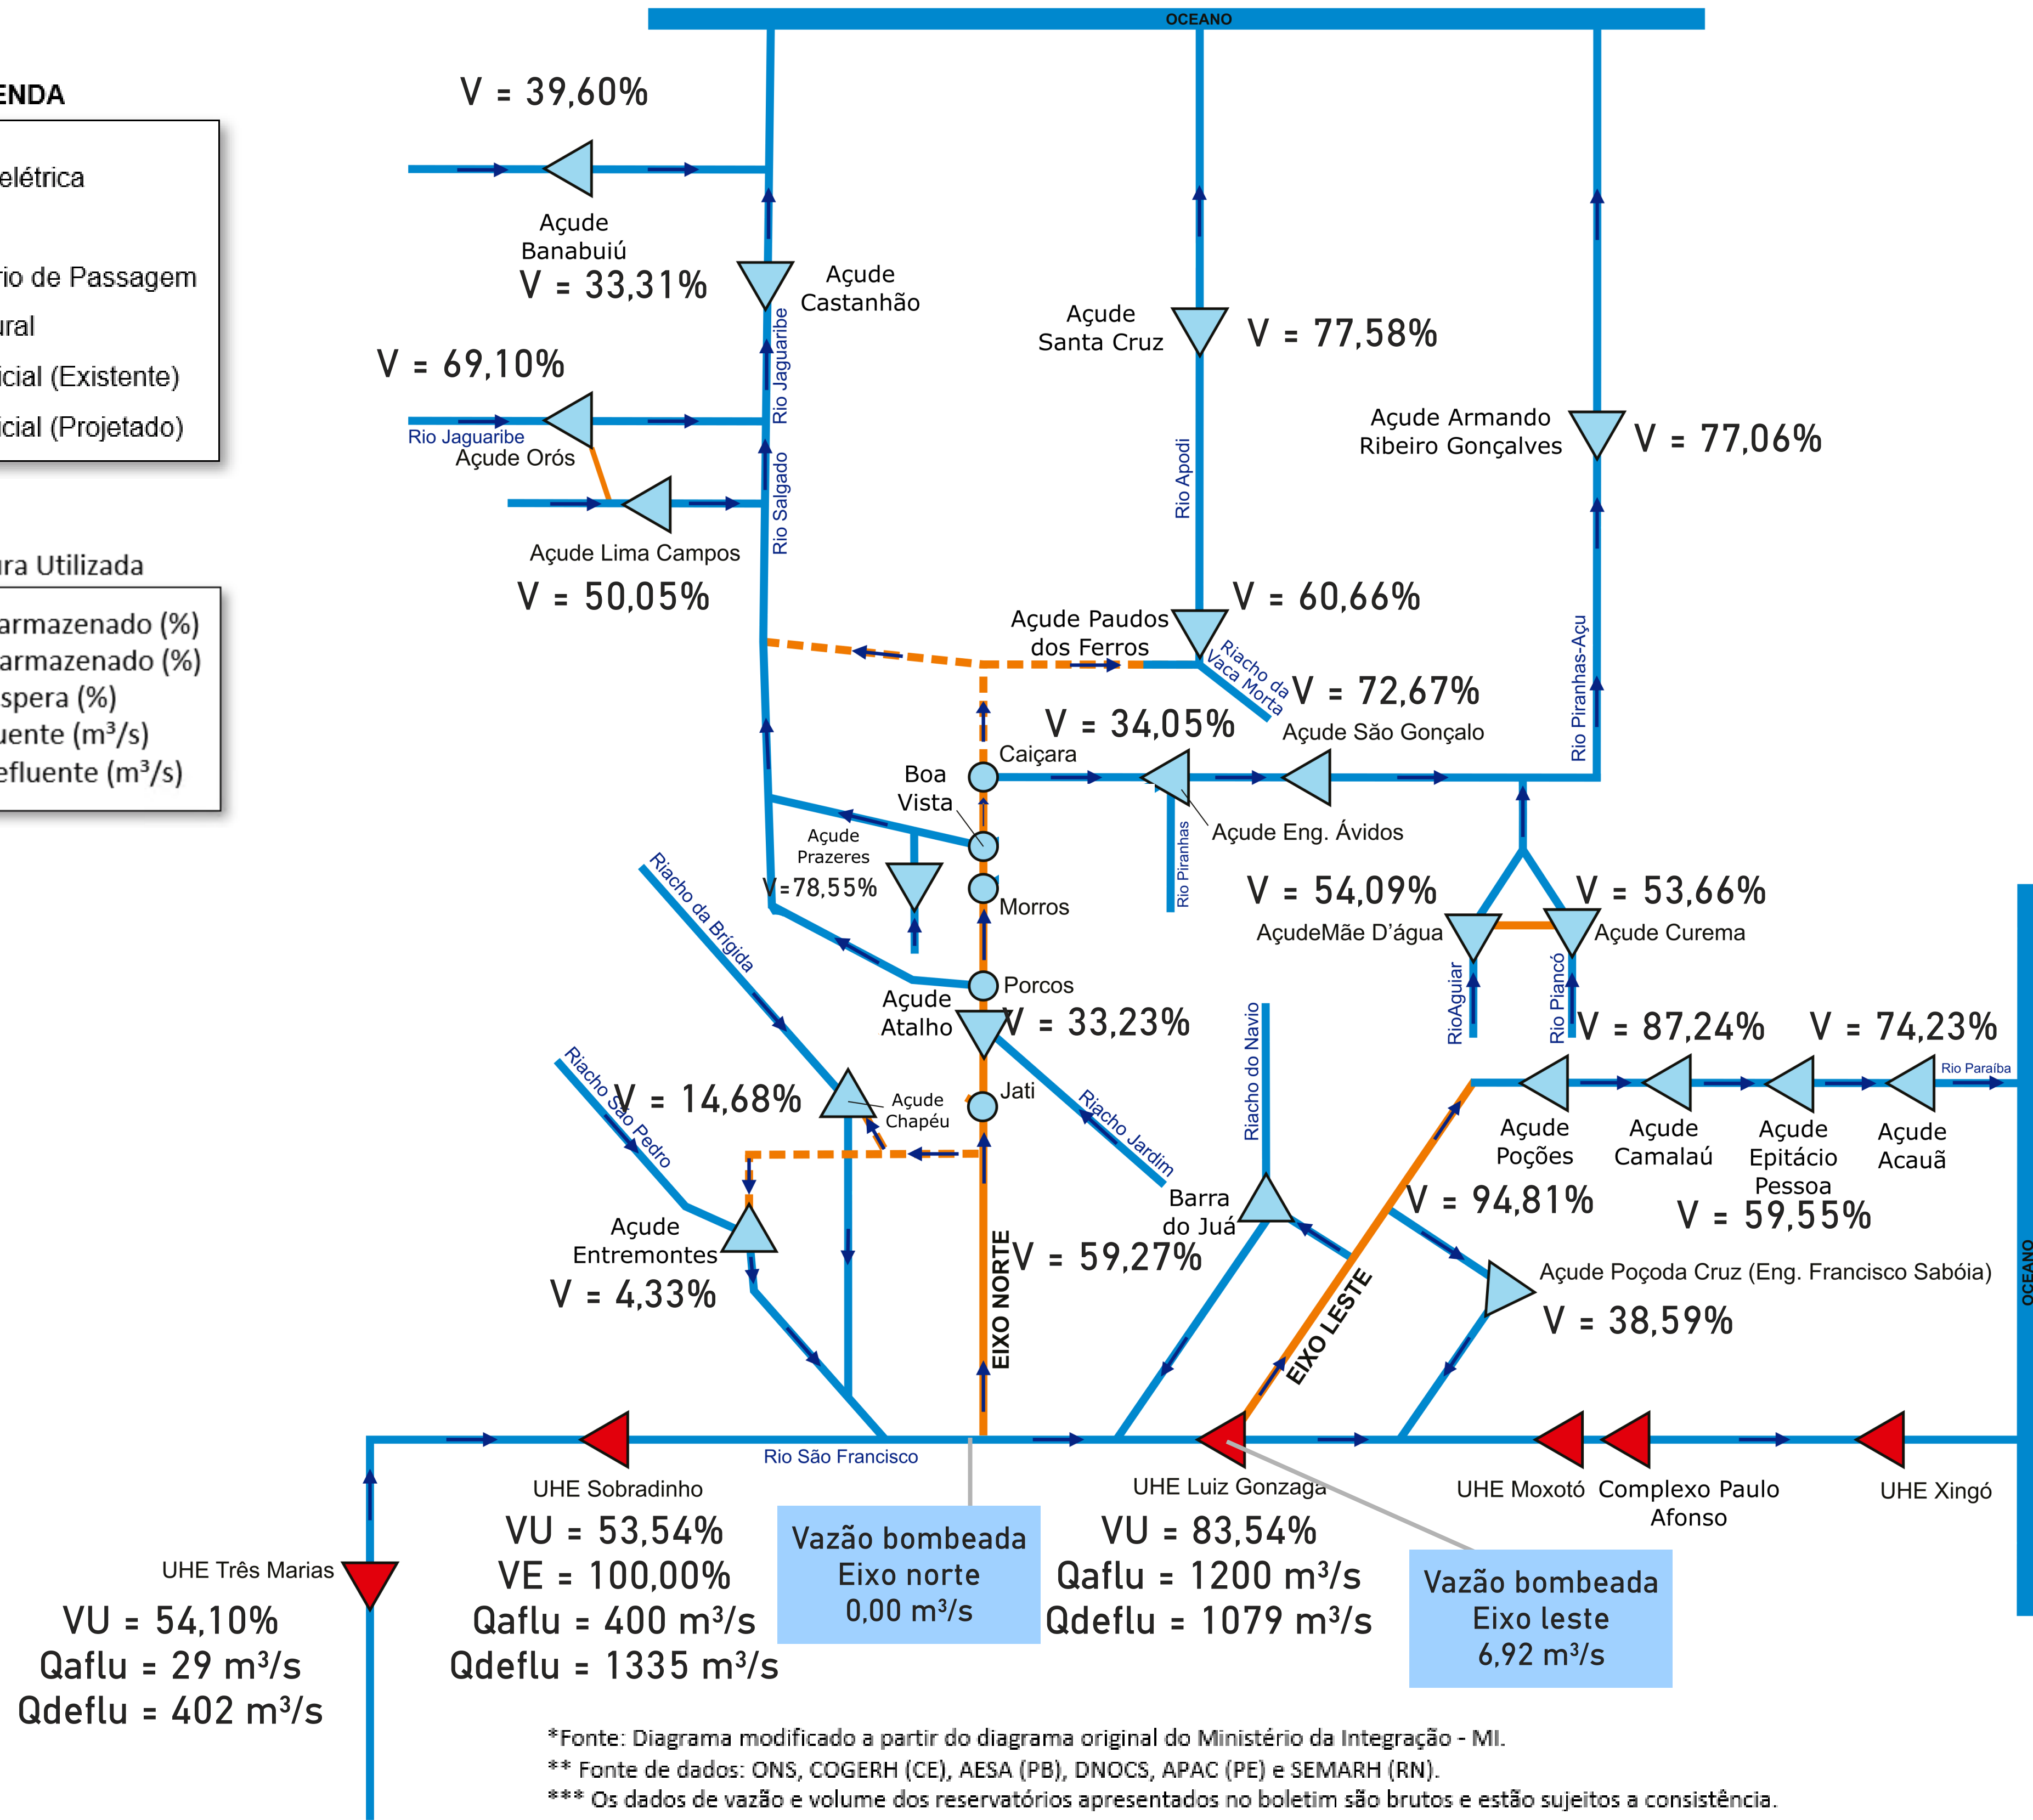 OCEANO
V = 39,60%
ENDA
elétrica
rio de Passagem
ural
icial (Existente)
icial (Projetado)
Açude
Banabuiú
V = 33,31%
Açude
Castanhão
Rio Jaguaribe
Açude
Santa Cruz
V = 77,58%
V = 69,10%
Rio Jaguaribe
Açude Orós
Rio Salgado
Rio Apodi
Açude Armando
Ribeiro Gonçalves
V = 77,06%
Açude Lima Campos
V = 50,05%
ura Utilizada
armazenado (%)
armazenado (%)
spera (%)
uente (m³/s)
efluente (m³/s)
Açude Paudos
dos Ferros
V = 60,66%
Riacho da
Vaca Morta
V = 72,67%
Açude São Gonçalo
Rio Piranhas-Açu
V = 34,05%
Caiçara
Boa
Vista
Açude Eng. Ávidos
Rio Piranhas
Açude
Prazeres
V=78,55%
Morros
Riacho da Brígida
V = 54,09%
AçudeMãe D'água
V = 53,66%
Açude Curema
Porcos
Açude
Atalho
V = 33,23%
RioAguiar
Rio Piancó
V = 87,24%
V = 74,23%
Rio Paraíba
Riacho São Pedro
V = 14,68%
Açude
Chapéu
Jati
Riacho Jardim
Riacho do Navio
Açude
Poções
Açude
Camalaú
Açude
Epitácio
Pessoa
Açude
Acauã
V = 94,81%
V = 59,55%
Barra
do Juá
V = 59,27%
Açude
Entremontes
V = 4,33%
EIXO NORTE
EIXO LESTE
Açude Poçoda Cruz (Eng. Francisco Sabóia)
V = 38,59%
OCEANO
Rio São Francisco
UHE Sobradinho
VU = 53,54%
VE = 100,00%
Qaflu = 400 m³/s
Qdeflu = 1335 m³/s
Vazão bombeada
Eixo norte
0,00 m³/s
UHE Luiz Gonzaga
VU = 83,54%
Qaflu = 1200 m³/s
Qdeflu = 1079 m³/s
Vazão bombeada
Eixo leste
6,92 m³/s
UHE Moxotó
Complexo Paulo
Afonso
UHE Xingó
UHE Três Marias
VU = 54,10%
Qaflu = 29 m³/s
Qdeflu = 402 m³/s
*Fonte: Diagrama modificado a partir do diagrama original do Ministério da Integração - MI.
** Fonte de dados: ONS, COGERH (CE), AESA (PB), DNOCS, APAC (PE) e SEMARH (RN).
*** Os dados de vazão e volume dos reservatórios apresentados no boletim são brutos e estão sujeitos a consistência.